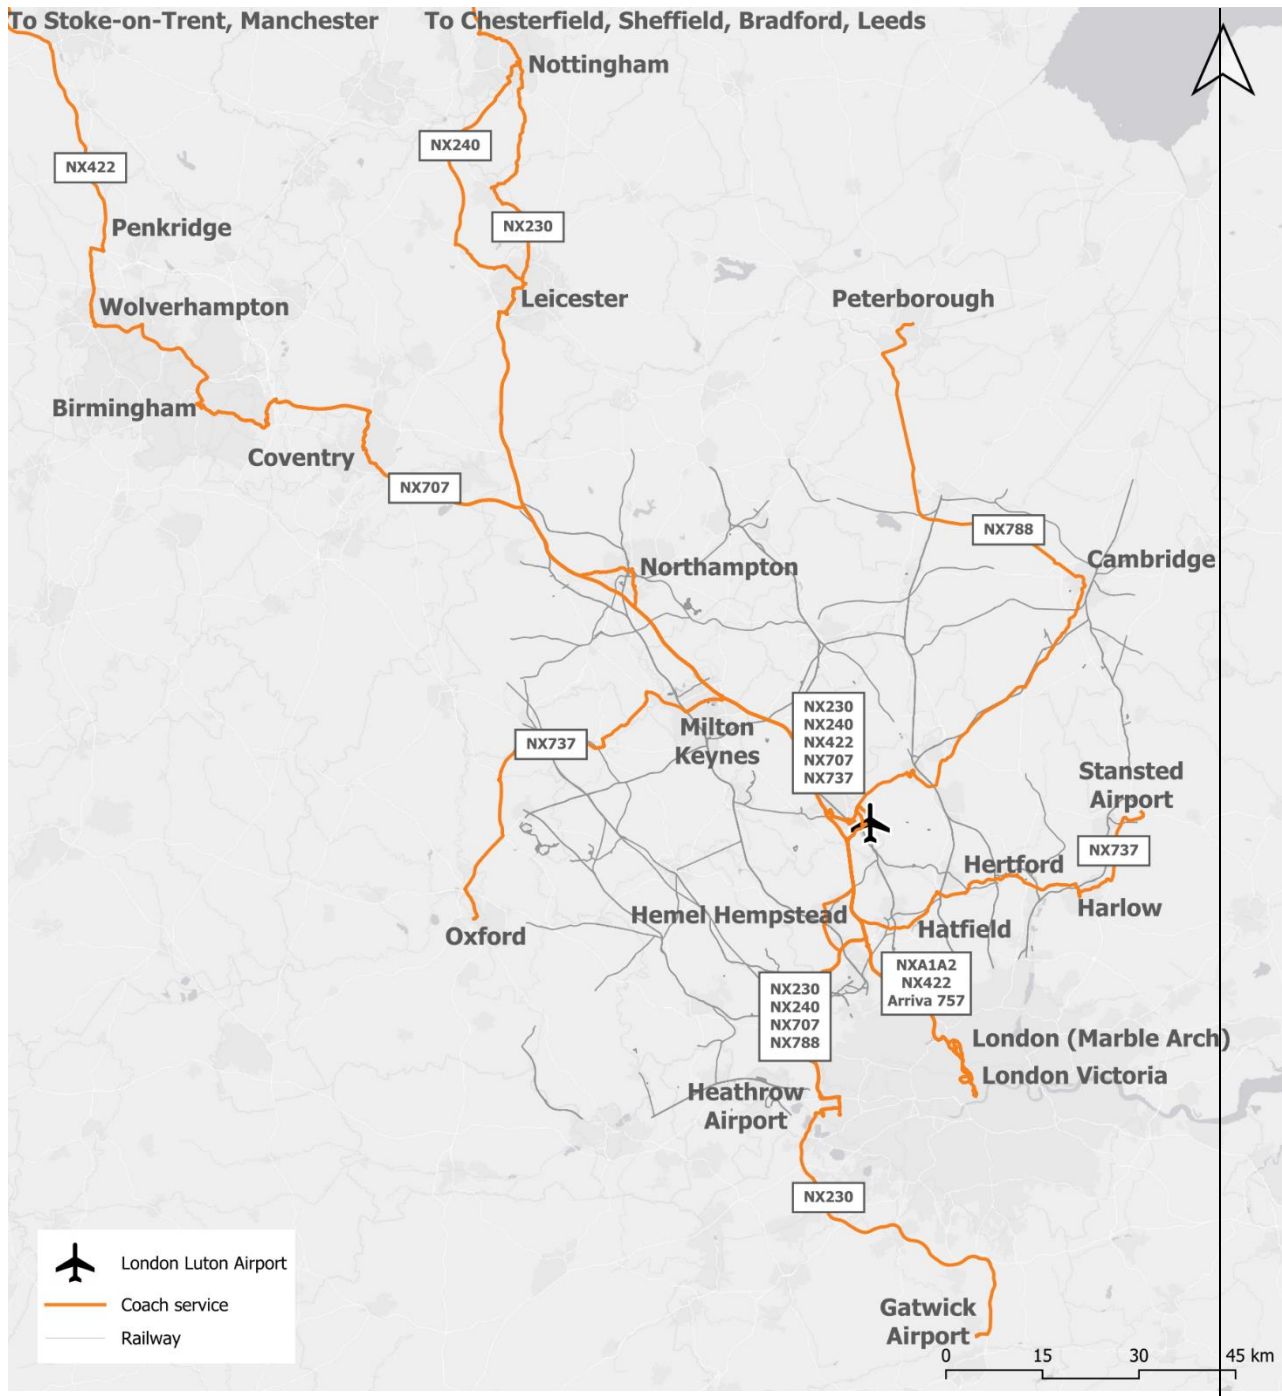 To Stoke-on-Trent, Manchester
To Chesterfield, Sheffield, Bradford, Leeds
Nottingham
NX240
NX422
Penkridge
NX230
Leicester
Peterborough
Wolverhampton
Birmingham
Coventry
NX707
NX788
Northampton
Cambridge
NX230
NX240
NX422
NX707
NX737
Milton
Keynes
NX737
Stansted
Airport
NX737
Hertford
Harlow
Hemel Hempstead
Hatfield
Oxford
NXA1A2
NX422
Arriva 757
NX230
NX240
NX707
NX788
London (Marble Arch)
London Victoria
Heathrow
Airport
NX230
London Luton Airport
Coach service
Railway
Gatwick
Airport
0 15 30 45 km